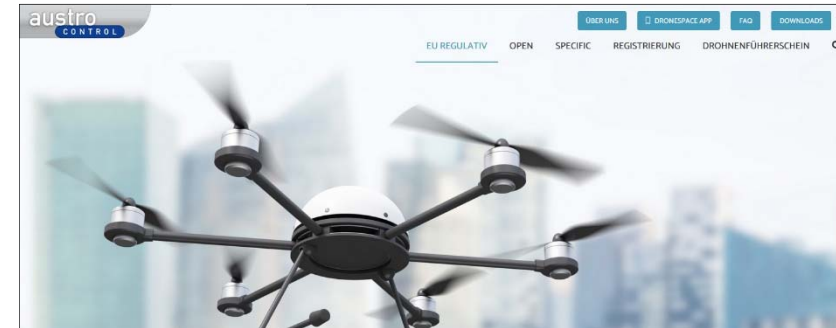 austro
CONTROL
ÜBER UNS DRONESPACE APP FAQ DOWNLOADS
EU REGULATIV OPEN SPECIFIC REGISTRIERUNG DROHNENFÜHRERSCHEIN